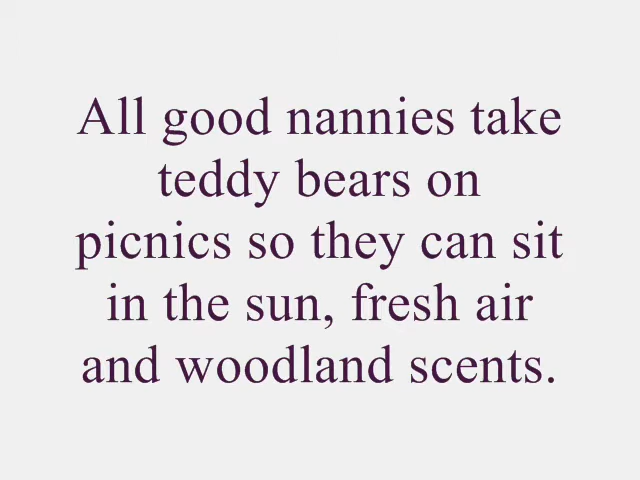 All good nannies take
teddy bears on
picnics so they can sit
in the sun, fresh air
and woodland scents.